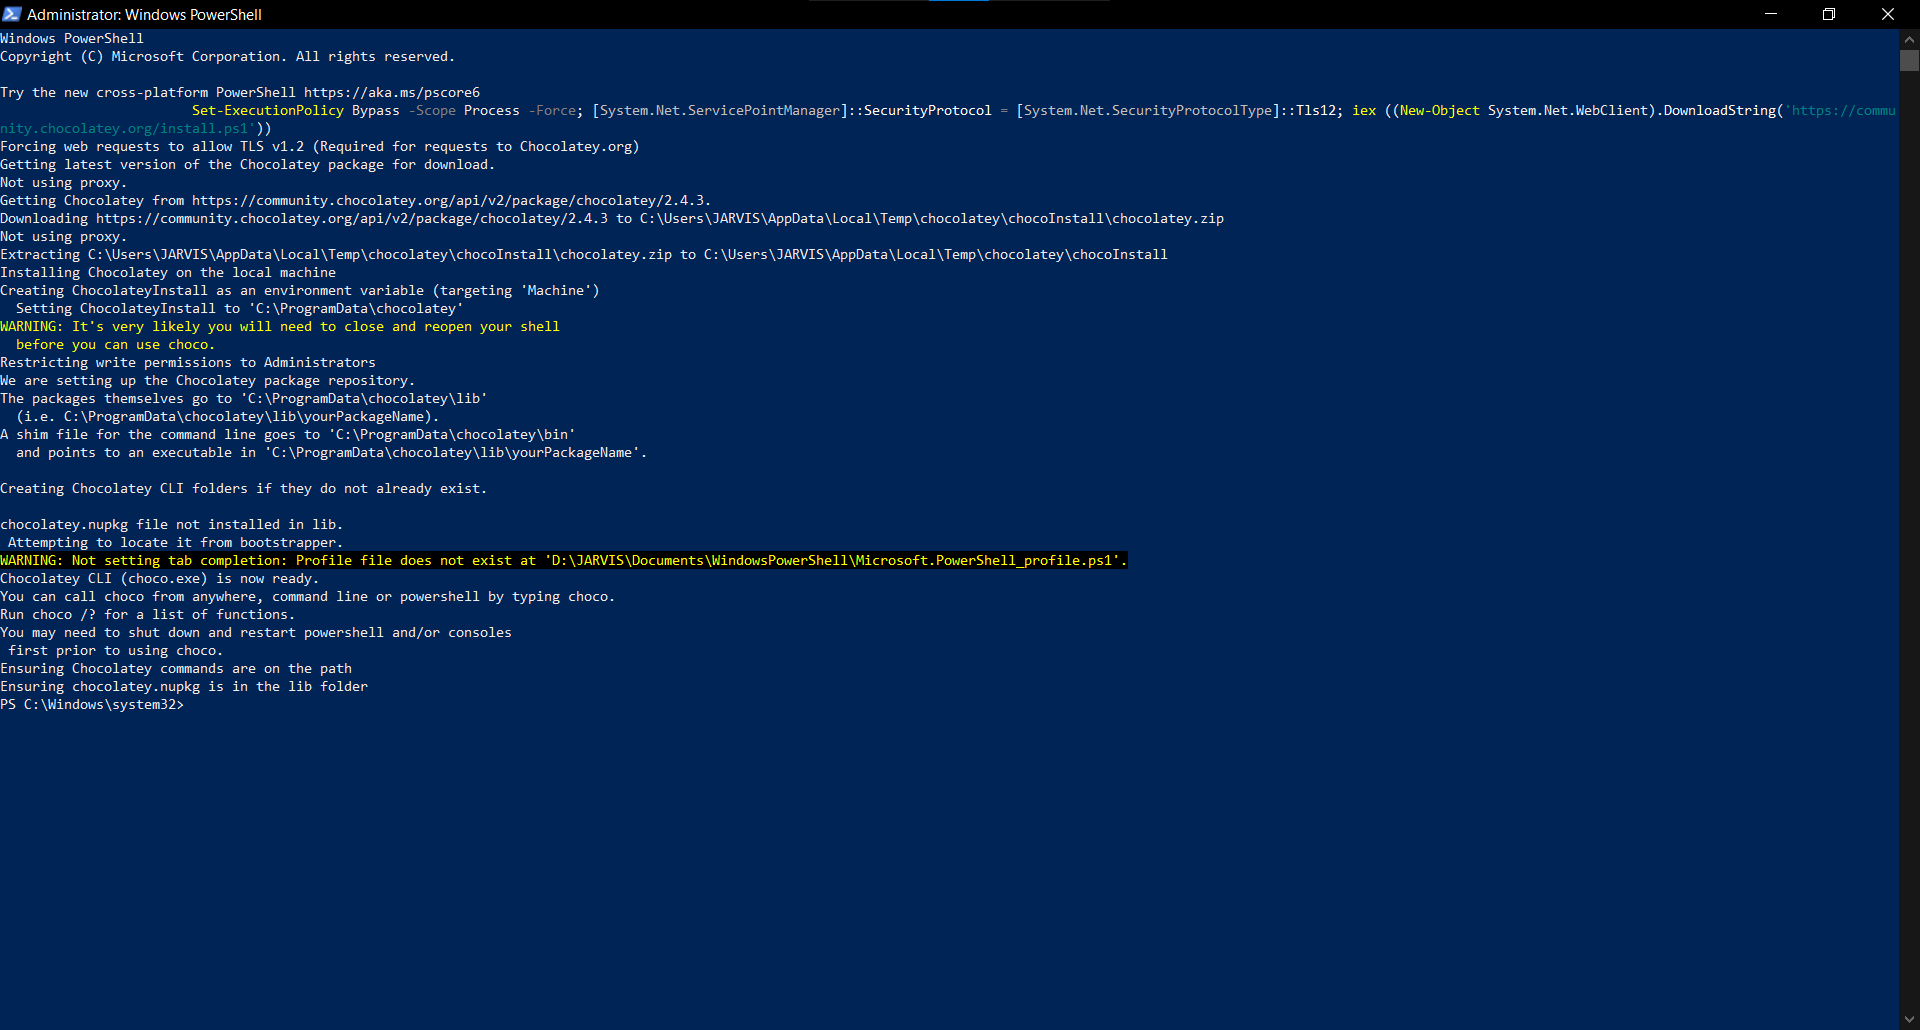 Administrator: Windows PowerShell
Windows PowerShell
Copyright (C) Microsoft Corporation. All rights reserved.
Try the new cross-platform PowerShell https://aka.ms/pscore6
Set-ExecutionPolicy Bypass -Scope Process -Force; [System.Net.ServicePointManager]::SecurityProtocol = [System.Net.SecurityProtocolType]::Tls12; iex ((New-Object System.Net.WebClient).DownloadString('https://commu
nity.chocolatey.org/install.ps1'))
Forcing web requests to allow TLS v1.2 (Required for requests to Chocolatey.org)
Getting latest version of the Chocolatey package for download.
Not using proxy.
Getting Chocolatey from https://community.chocolatey.org/api/v2/package/chocolatey/2.4.3.
Downloading https://community.chocolatey.org/api/v2/package/chocolatey/2.4.3 to C:\Users\JARVIS\AppData\Local\Temp\chocolatey\chocoInstall\chocolatey.zip
Not using proxy.
Extracting C:\Users\JARVIS\AppData\Local\Temp\chocolatey\chocoInstall\chocolatey.zip to C:\Users\JARVIS\AppData\Local\Temp\chocolatey\chocoInstall
Installing Chocolatey on the local machine
Creating ChocolateyInstall as an environment variable (targeting 'Machine')
Setting ChocolateyInstall to 'C:\ProgramData\chocolatey'
WARNING: It's very likely you will need to close and reopen your shell
before you can use choco.
Restricting write permissions to Administrators
We are setting up the Chocolatey package repository.
The packages themselves go to 'C:\ProgramData\chocolatey\lib'
(i.e. C:\ProgramData\chocolatey\lib\yourPackageName).
A shim file for the command line goes to 'C:\ProgramData\chocolatey\bin'
and points to an executable in 'C:\ProgramData\chocolatey\lib\yourPackageName'.
Creating Chocolatey CLI folders if they do not already exist.
chocolatey.nupkg file not installed in lib.
Attempting to locate it from bootstrapper.
WARNING: Not setting tab completion: Profile file does not exist at 'D:\JARVIS\Documents\WindowsPowerShell\Microsoft.PowerShell_profile.ps1'.
Chocolatey CLI (choco.exe) is now ready.
You can call choco from anywhere, command line or powershell by typing choco.
Run choco /? for a list of functions.
You may need to shut down and restart powershell and/or consoles
first prior to using choco.
Ensuring Chocolatey commands are on the path
Ensuring chocolatey.nupkg is in the lib folder
PS C:\Windows\system32>